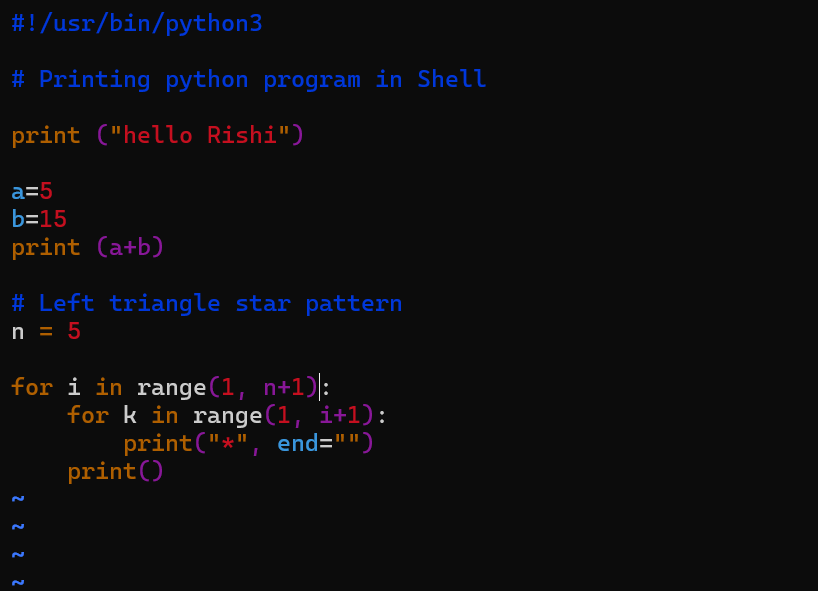 #!/usr/bin/python3

# Printing python program in Shell

print ("hello Rishi")

a=5
b=15
print (a+b)

# Left triangle star pattern
n = 5

for i in range(1, n+1):
    for k in range(1, i+1):
        print("*", end="")
    print()
~
~
~
~